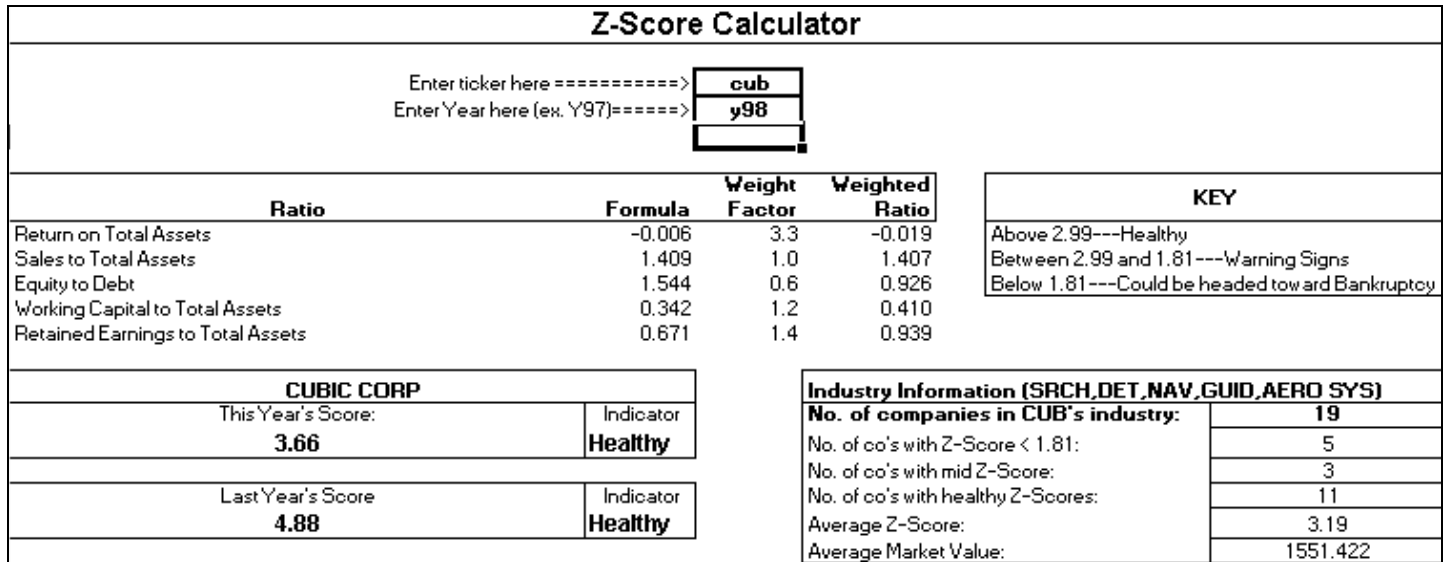 Z-Score Calculator
Enter ticker here ===========> cub
Enter Year here (ex. Y97)======> y98
Ratio Formula Weight Factor Weighted Ratio
Return on Total Assets -0.006 3.3 -0.019
Sales to Total Assets 1.409 1.0 1.407
Equity to Debt 1.544 0.6 0.926
Working Capital to Total Assets 0.342 1.2 0.410
Retained Earnings to Total Assets 0.671 1.4 0.939
KEY
Above 2.99---Healthy
Between 2.99 and 1.81---Warning Signs
Below 1.81---Could be headed toward Bankruptcy
CUBIC CORP
This Year's Score: Indicator
3.66 Healthy
Last Year's Score Indicator
4.88 Healthy
Industry Information (SRCH,DET,NAV,GUID,AERO SYS)
No. of companies in CUB's industry: 19
No. of co's with Z-Score < 1.81: 5
No. of co's with mid Z-Score: 3
No. of co's with healthy Z-Scores: 11
Average Z-Score: 3.19
Average Market Value: 1551.422